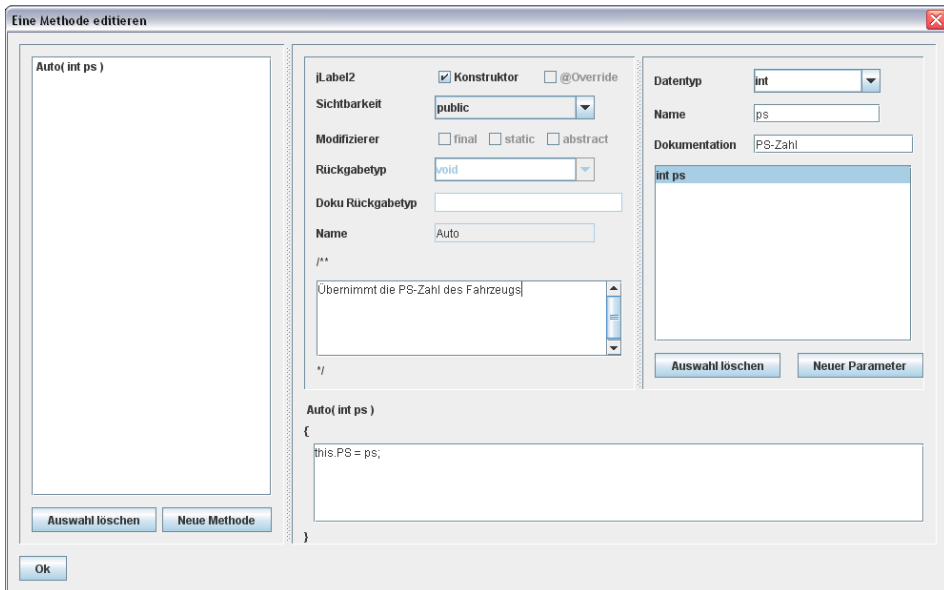 Eine Methode editieren
Auto( int ps )
Auswahl löschen
Neue Methode
Ok
jLabel2
Konstruktor
@Override
Sichtbarkeit
public
Modifizierer
final
static
abstract
Rückgabetyp
void
Doku Rückgabetyp
Name
Auto
/**
Übernimmt die PS-Zahl des Fahrzeugs
*/
Datentyp
int
Name
ps
Dokumentation
PS-Zahl
int ps
Auswahl löschen
Neuer Parameter
Auto( int ps )
{
this.PS = ps;
}